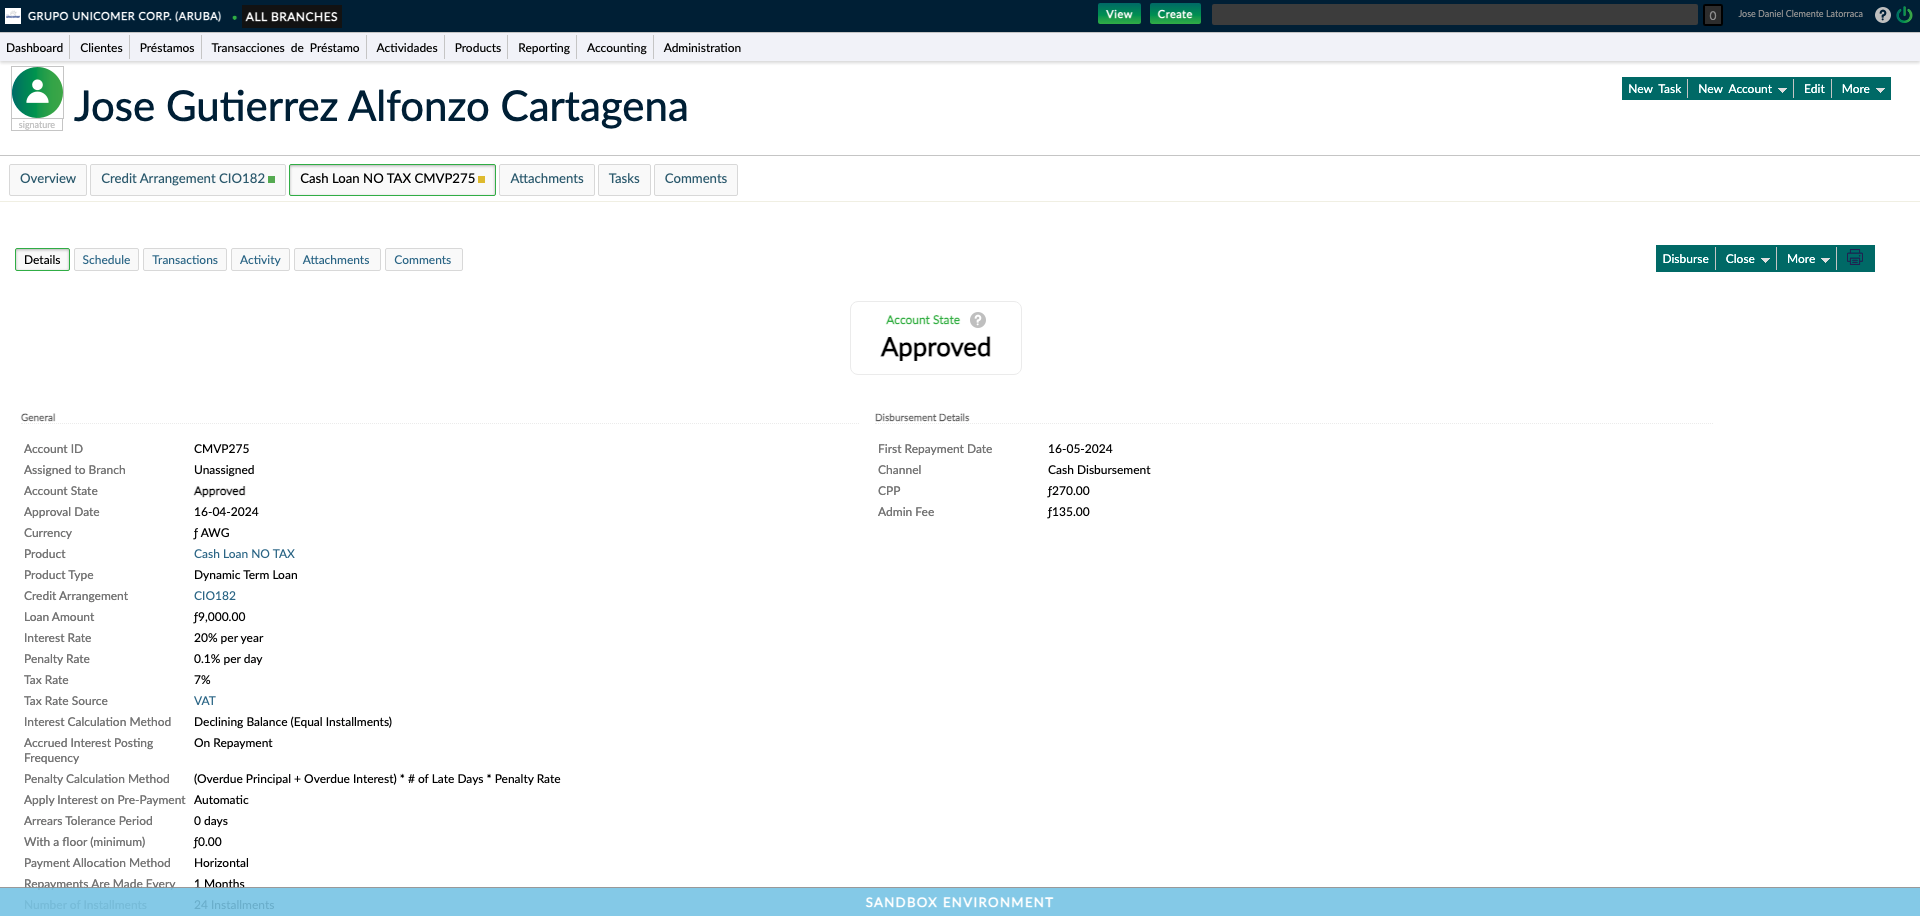 GRUPO UNICOMER CORP. (ARUBA) • ALL BRANCHES View Create 0 Jose Daniel Clemente Latorraca ?
Dashboard Clientes Préstamos Transacciones de Préstamo Actividades Products Reporting Accounting Administration
signature
Jose Gutierrez Alfonzo Cartagena
New Task New Account Edit More
Overview Credit Arrangement CIO182 Cash Loan NO TAX CMVP275 Attachments Tasks Comments
Details Schedule Transactions Activity Attachments Comments
Disburse Close More
Account State ?
Approved
General
Account ID CMVP275
Assigned to Branch Unassigned
Account State Approved
Approval Date 16-04-2024
Currency ƒ AWG
Product Cash Loan NO TAX
Product Type Dynamic Term Loan
Credit Arrangement CIO182
Loan Amount ƒ9,000.00
Interest Rate 20% per year
Penalty Rate 0.1% per day
Tax Rate 7%
Tax Rate Source VAT
Interest Calculation Method Declining Balance (Equal Installments)
Accrued Interest Posting On Repayment
Frequency
Penalty Calculation Method (Overdue Principal + Overdue Interest) * # of Late Days * Penalty Rate
Apply Interest on Pre-Payment Automatic
Arrears Tolerance Period 0 days
With a floor (minimum) ƒ0.00
Payment Allocation Method Horizontal
Repayments Are Made Every 1 Months
Number of Installments 24 Installments
Disbursement Details
First Repayment Date 16-05-2024
Channel Cash Disbursement
CPP ƒ270.00
Admin Fee ƒ135.00
SANDBOX ENVIRONMENT